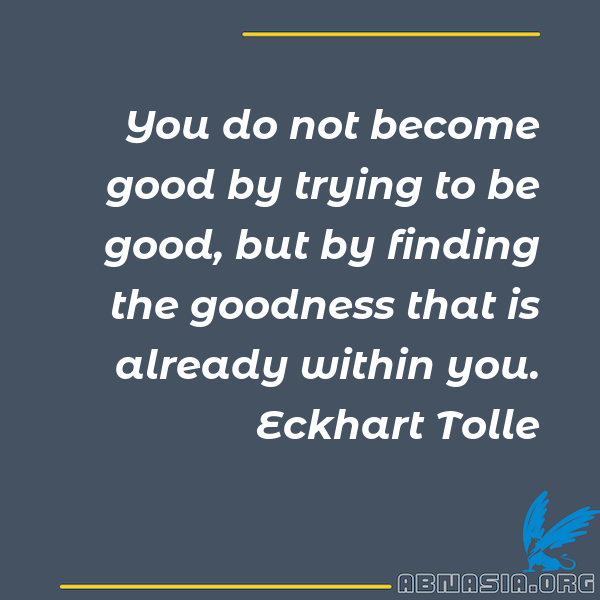 You do not become
good by trying to be
good, but by finding
the goodness that is
already within you.
Eckhart Tolle
ABNASIA.ORG